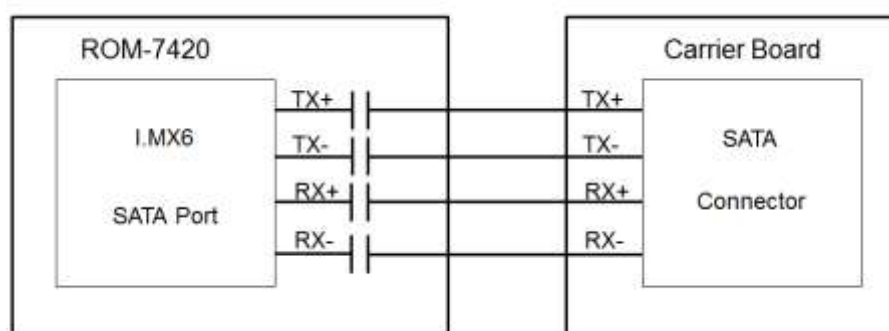 ROM-7420
Carrier Board
I.MX6
SATA Port
TX+
TX-
RX+
RX-
TX+
TX-
RX+
RX-
SATA
Connector